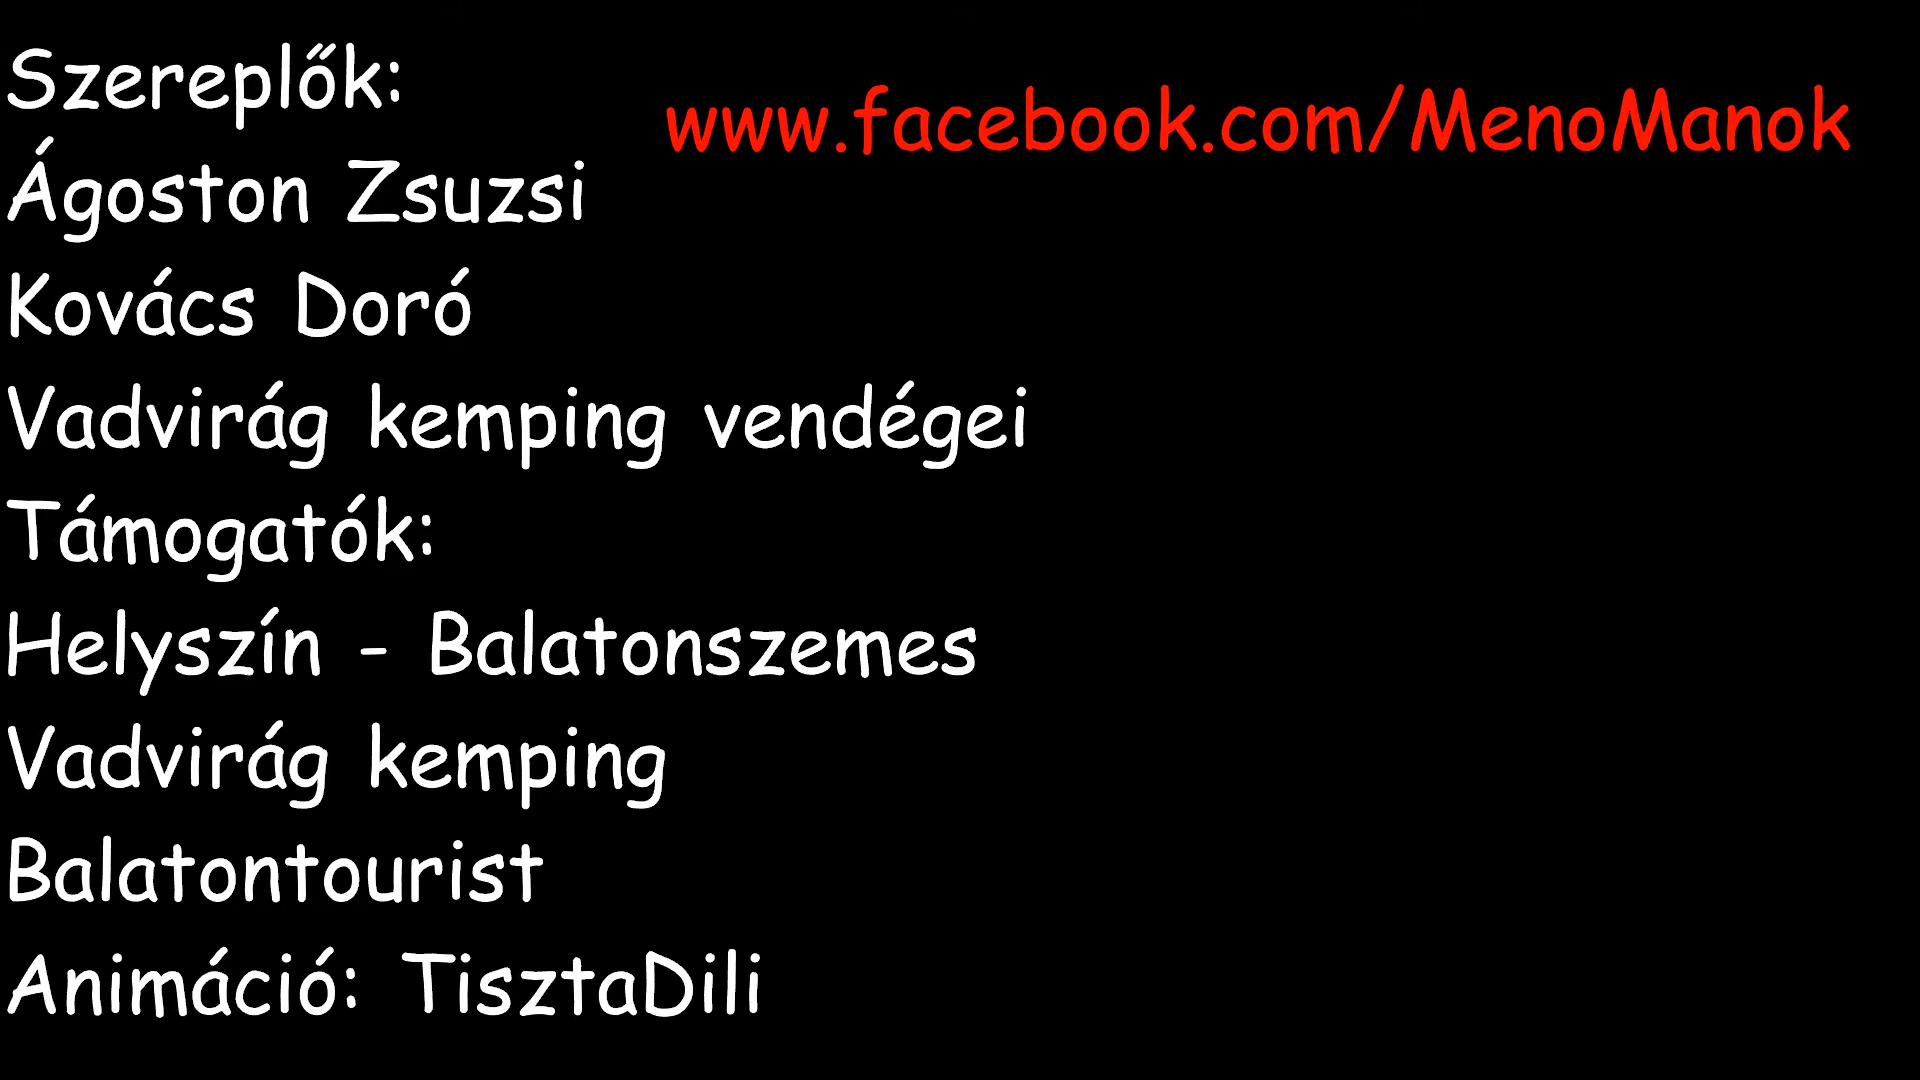 Szereplők:
www.facebook.com/MenoManok
Ágoston Zsuzsi
Kovács Doró
Vadvirág kemping vendégei
Támogatók:
Helyszín - Balatonszemes
Vadvirág kemping
Balatontourist
Animáció: TisztaDili